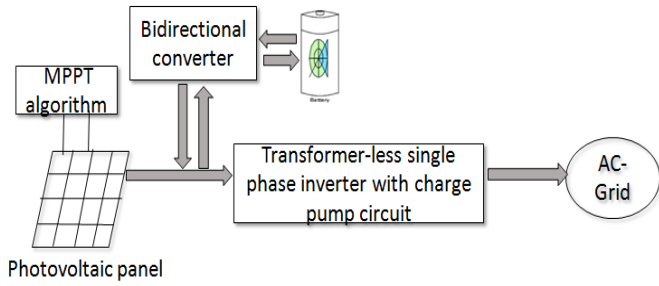 Bidirectional
converter
Battery
MPPT
algorithm
Transformer-less single
phase inverter with charge
pump circuit
AC-
Grid
Photovoltaic panel